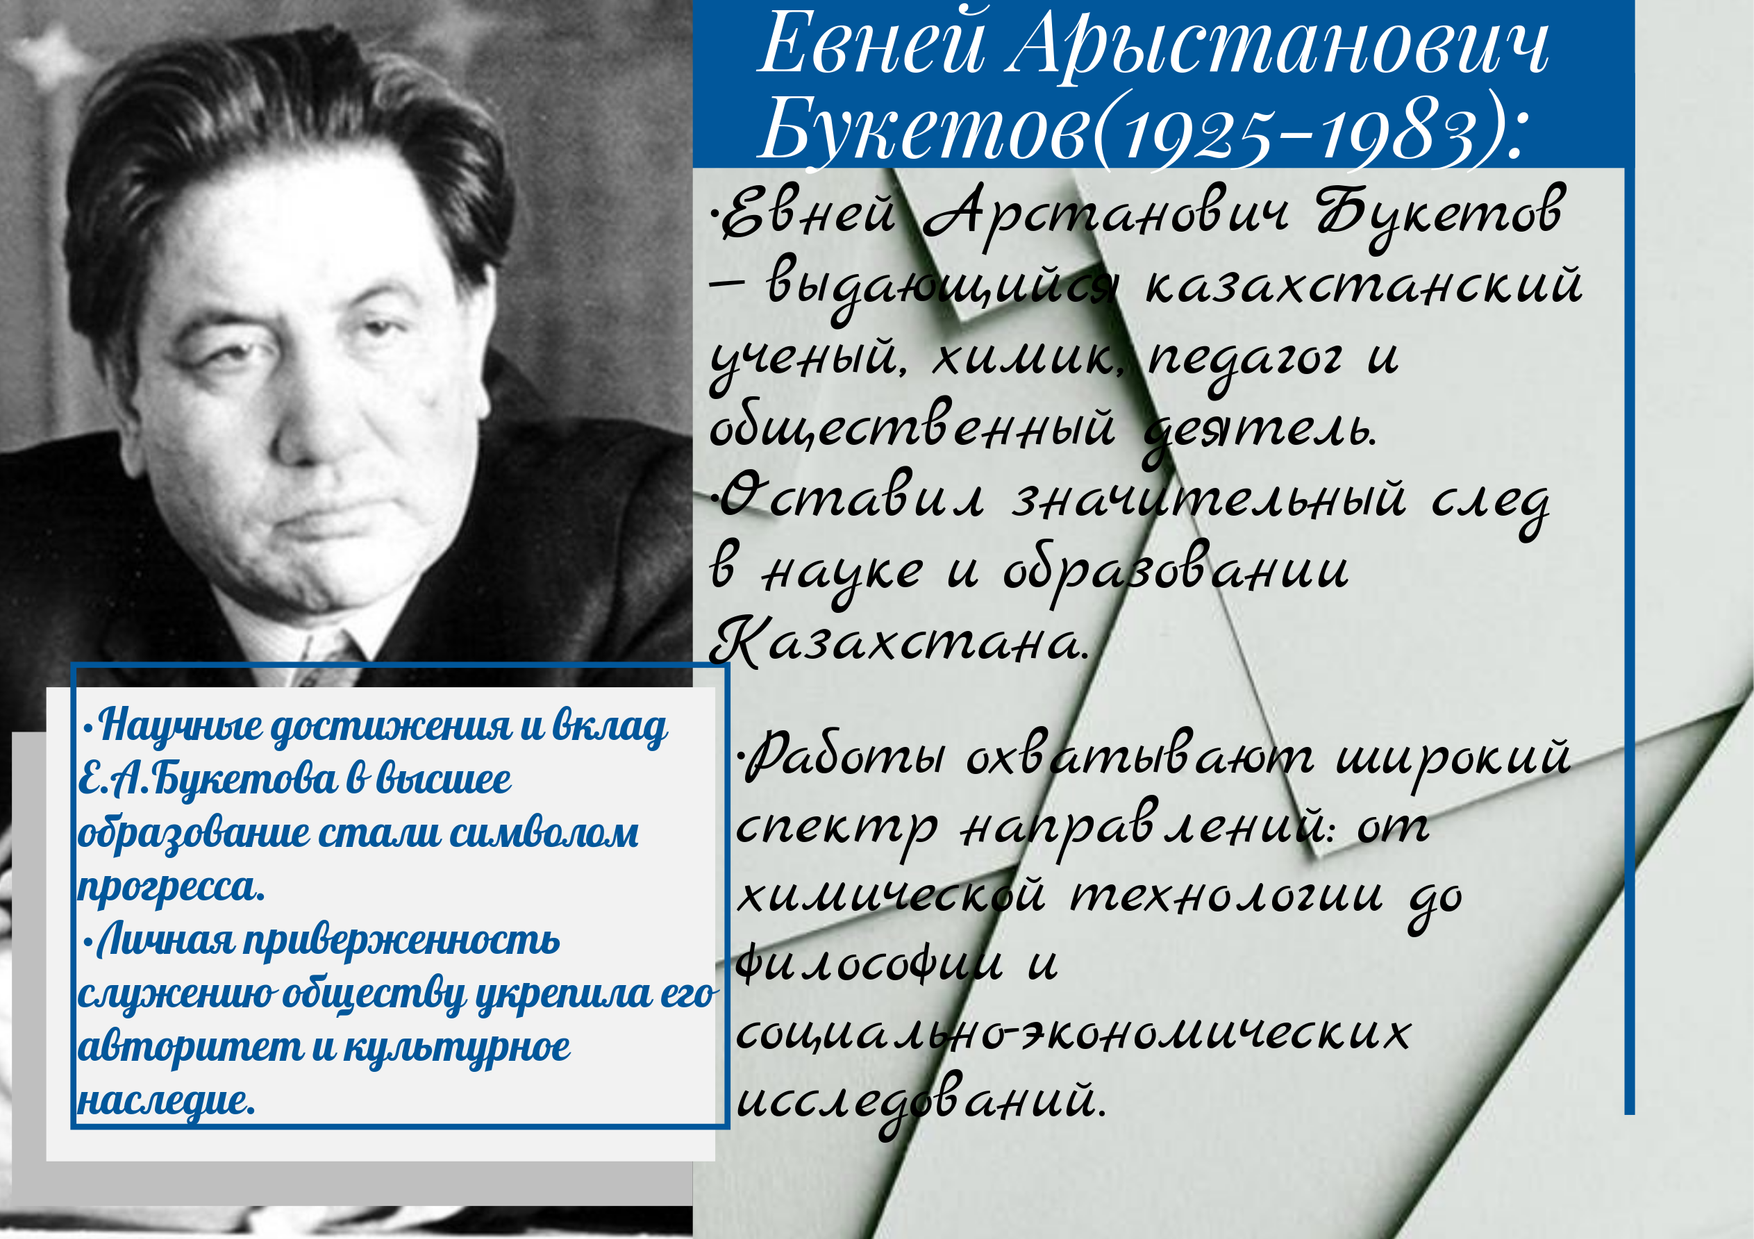 Евней Арыстанович
Букетов(1925–1983):
·Евней Арстанович Букетов
– выдающийся казахстанский
ученый, химик, педагог и
общественный деятель.
·Оставил значительный след
в науке и образовании
Казахстана.
·Работы охватывают широкий
спектр направлений: от
химической технологии до
философии и
социально-экономических
исследований.
·Научные достижения и вклад
Е.А.Букетова в высшее
образование стали символом
прогресса.
·Личная приверженность
служению обществу укрепила его
авторитет и культурное
наследие.